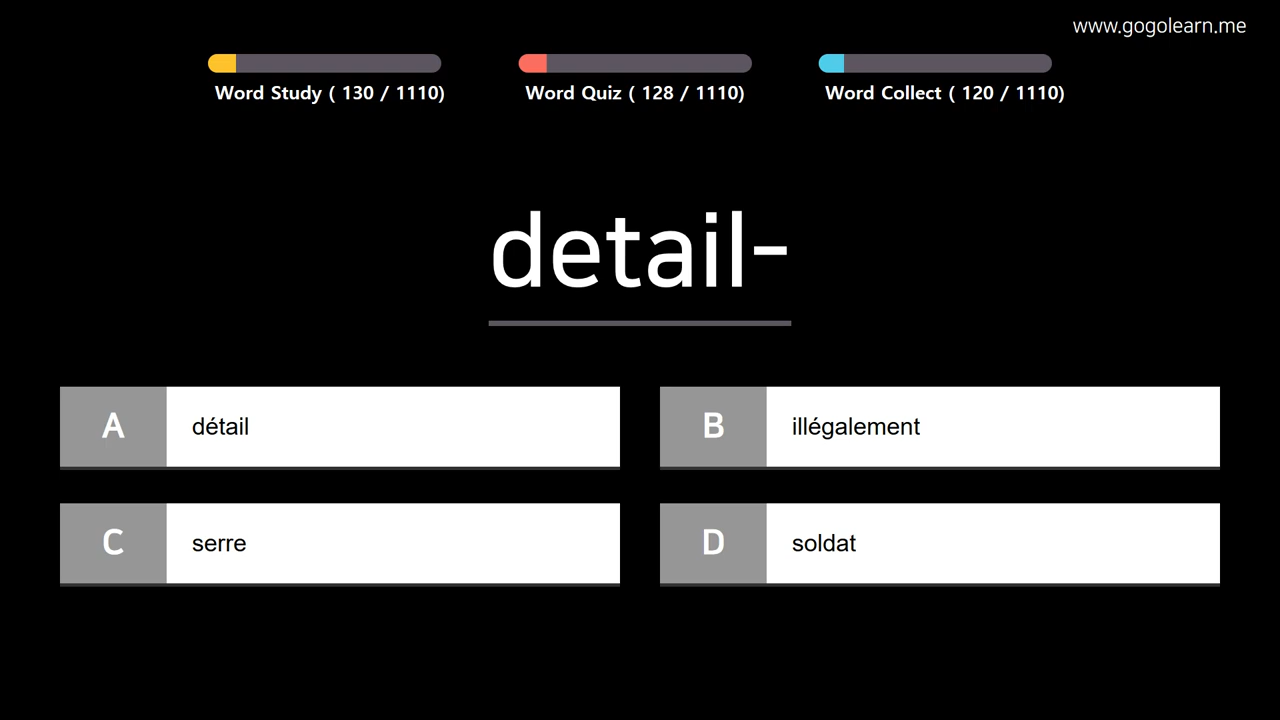 www.gogolearn.me
Word Study ( 130 / 1110)
Word Quiz ( 128 / 1110)
Word Collect ( 120 / 1110)
detail-
A
détail
B
illégalement
C
serre
D
soldat